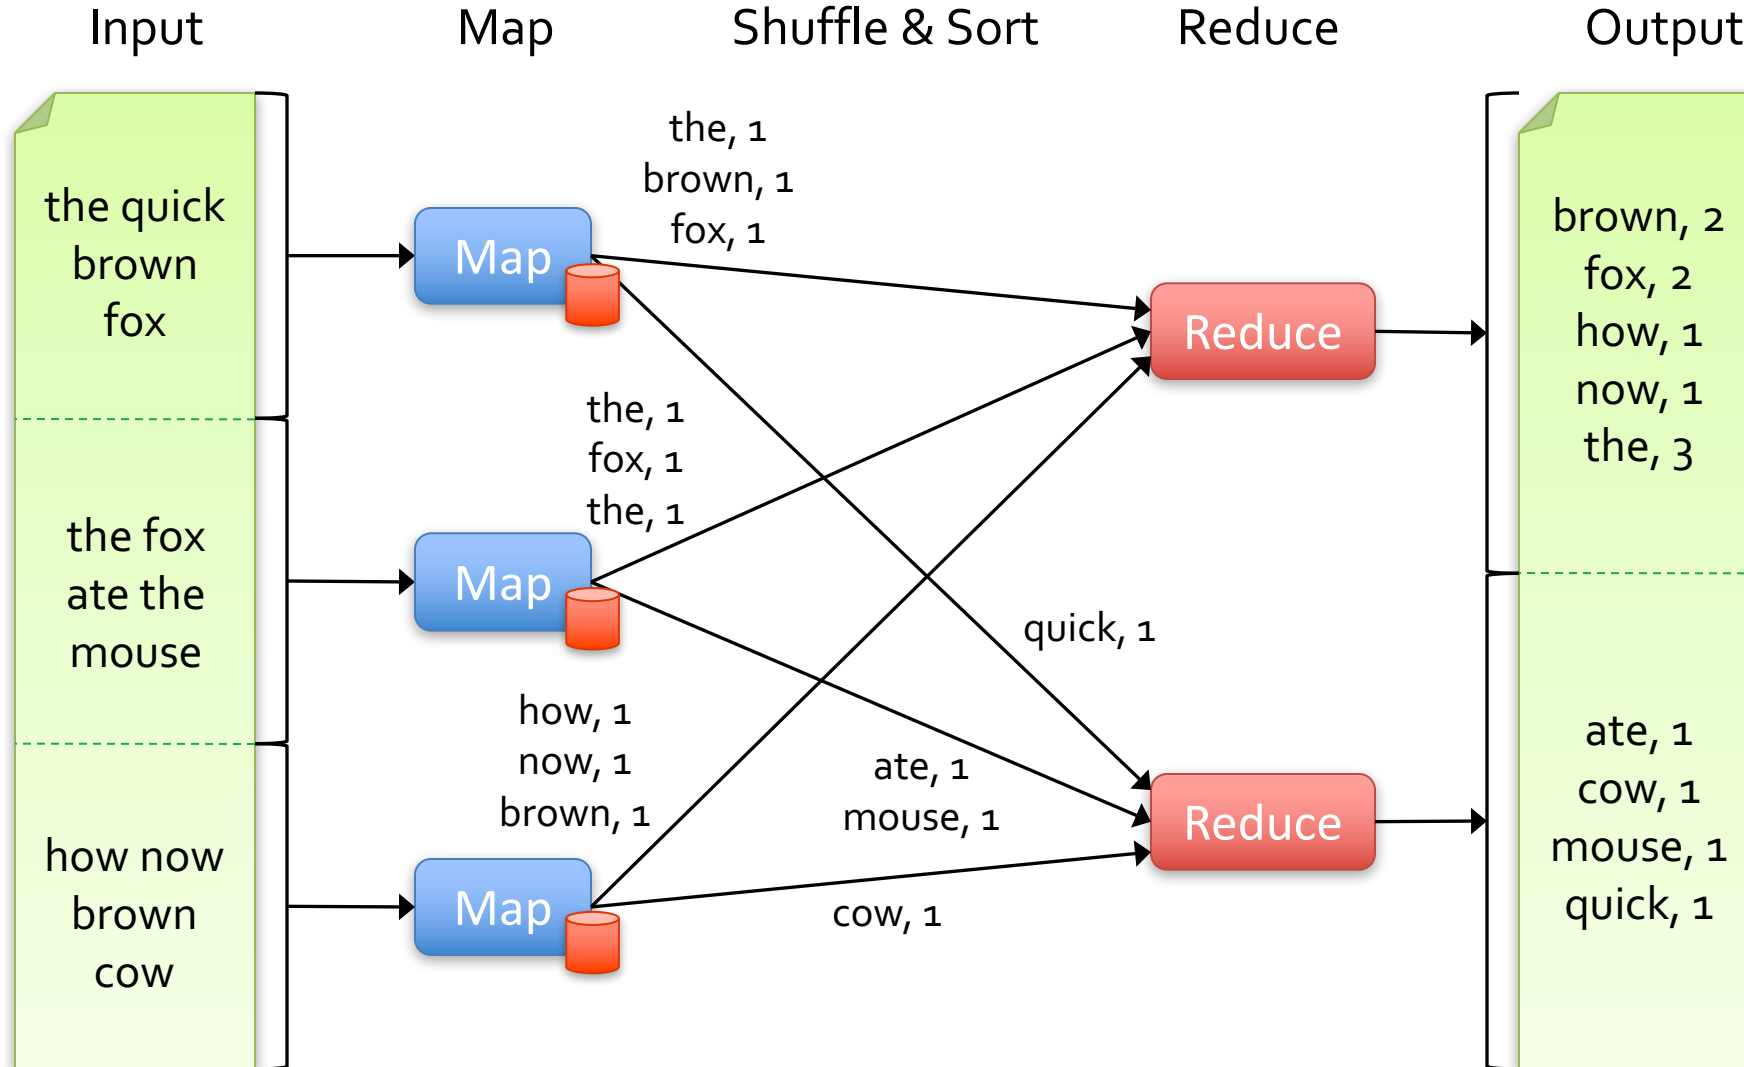 Input Map Shuffle & Sort Reduce Output
the quick
brown
fox
the fox
ate the
mouse
how now
brown
cow
Map
Map
Map
the, 1
brown, 1
fox, 1
the, 1
fox, 1
the, 1
how, 1
now, 1
brown, 1
quick, 1
ate, 1
mouse, 1
cow, 1
Reduce
Reduce
brown, 2
fox, 2
how, 1
now, 1
the, 3
ate, 1
cow, 1
mouse, 1
quick, 1